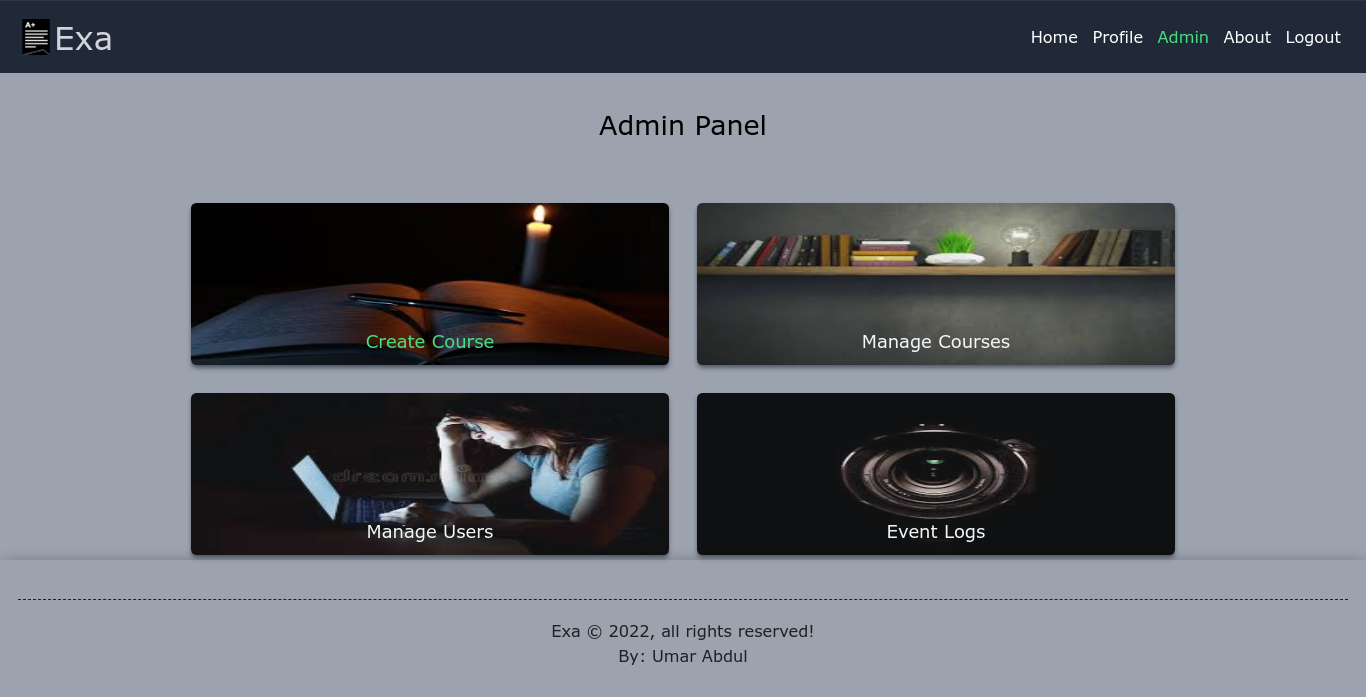 A+
Exa
Home Profile Admin About Logout
Admin Panel
Create Course
Manage Courses
Manage Users
Event Logs
Exa © 2022, all rights reserved!
By: Umar Abdul